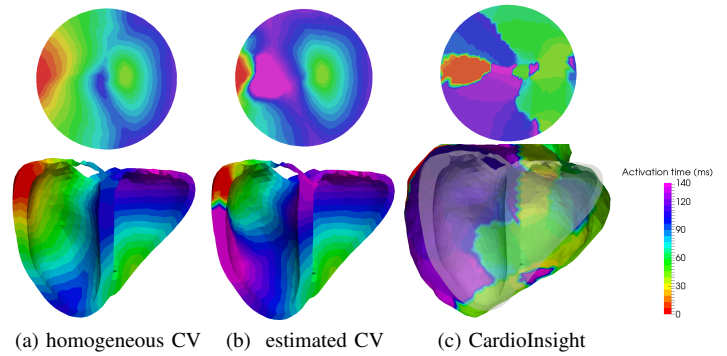 Activation time (ms)
140
120
90
60
30
0
(a) homogeneous CV
(b) estimated CV
(c) CardioInsight